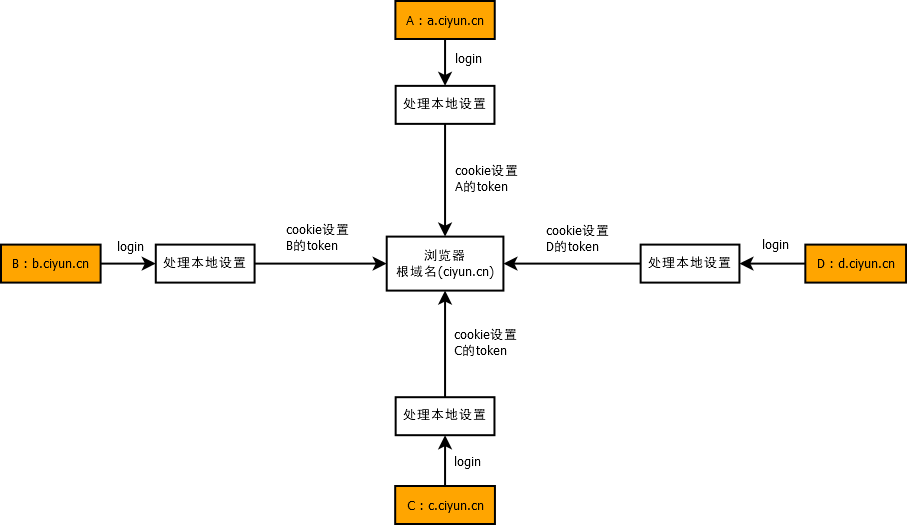 A：a.ciyun.cn
login
处理本地设置
cookie设置
A的token
B：b.ciyun.cn
login
处理本地设置
cookie设置
B的token
浏览器
根域名(ciyun.cn)
cookie设置
D的token
处理本地设置
login
D：d.ciyun.cn
cookie设置
C的token
处理本地设置
login
C：c.ciyun.cn